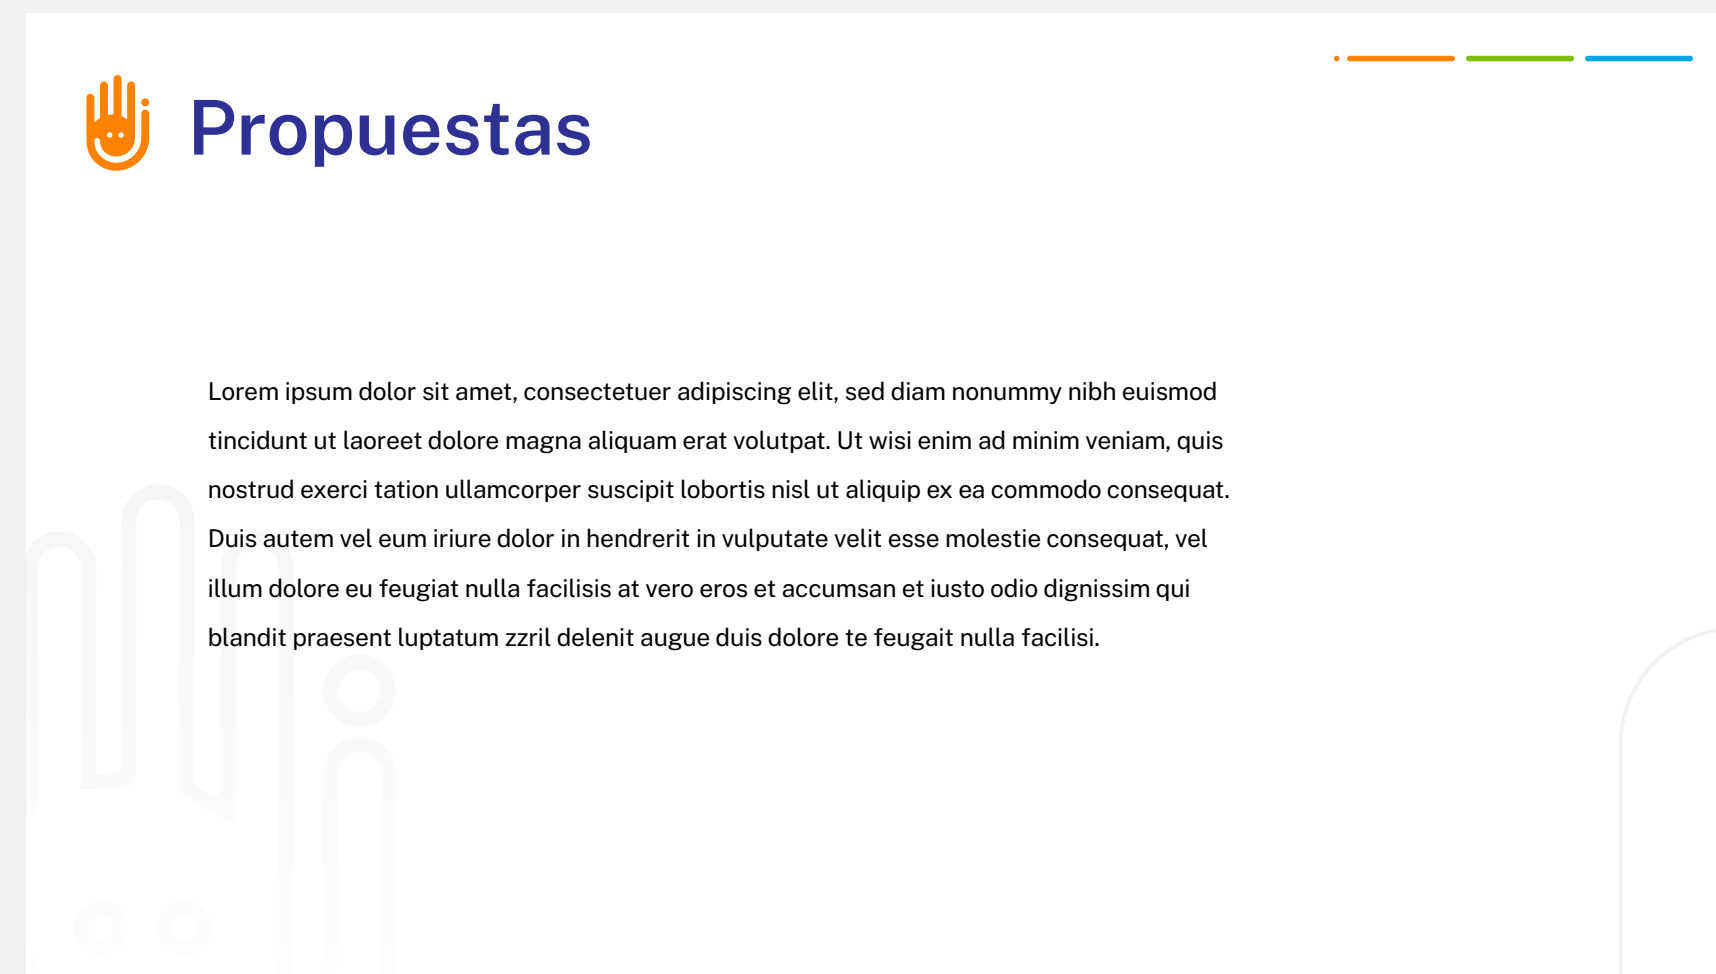 Propuestas
Lorem ipsum dolor sit amet, consectetuer adipiscing elit, sed diam nonummy nibh euismod
tincidunt ut laoreet dolore magna aliquam erat volutpat. Ut wisi enim ad minim veniam, quis
nostrud exerci tation ullamcorper suscipit lobortis nisl ut aliquip ex ea commodo consequat.
Duis autem vel eum iriure dolor in hendrerit in vulputate velit esse molestie consequat, vel
illum dolore eu feugiat nulla facilisis at vero eros et accumsan et iusto odio dignissim qui
blandit praesent luptatum zzril delenit augue duis dolore te feugait nulla facilisi.